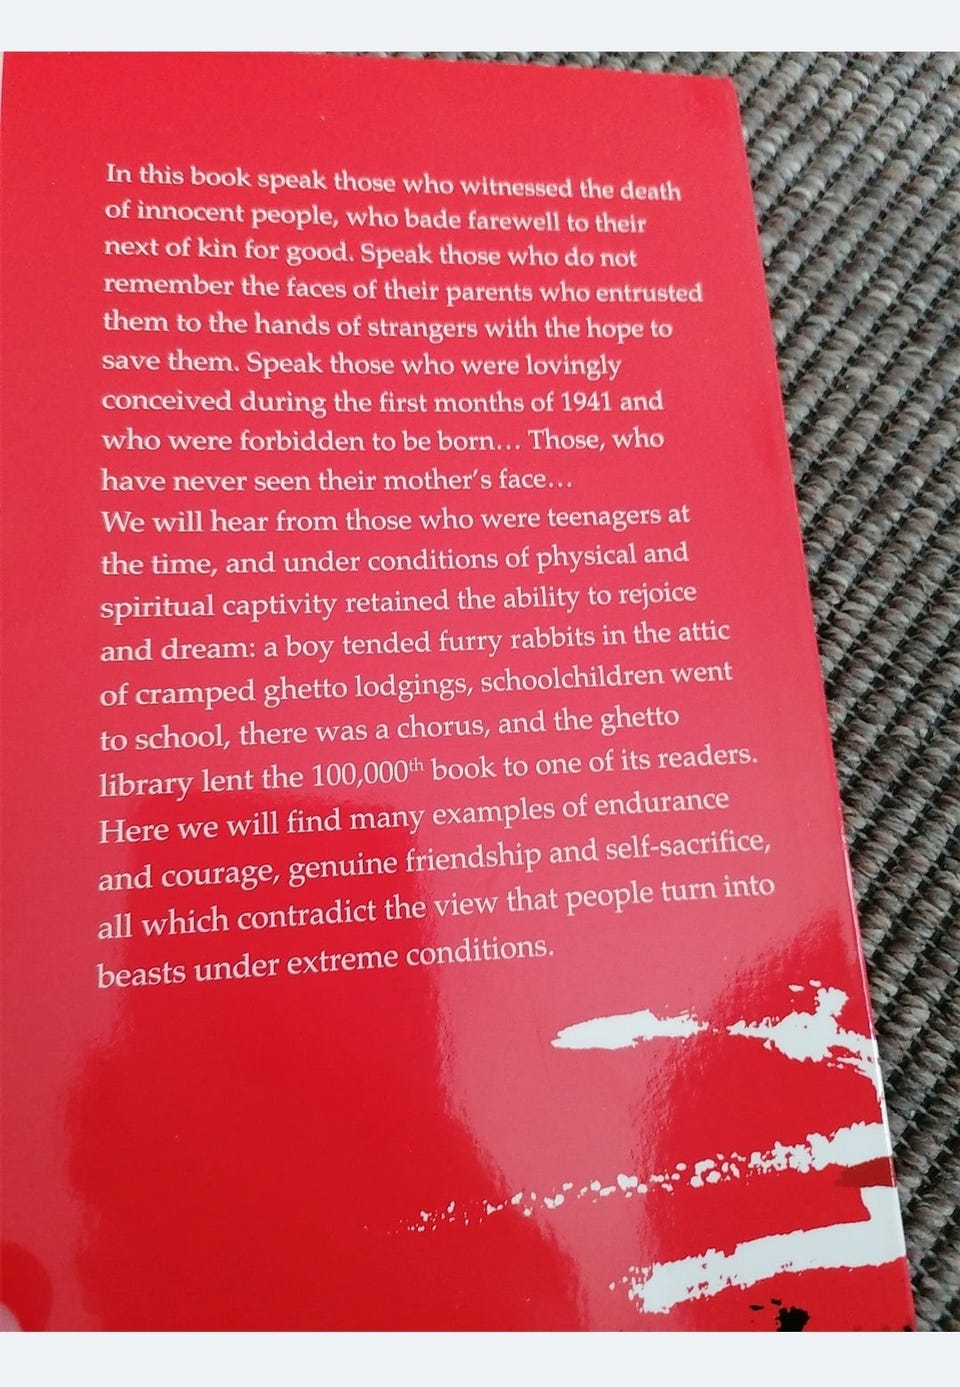 In this book speak those who witnessed the death
of innocent people, who bade farewell to their
next of kin for good. Speak those who do not
remember the faces of their parents who entrusted
them to the hands of strangers with the hope to
save them. Speak those who were lovingly
conceived during the first months of 1941 and
who were forbidden to be born... Those, who
have never seen their mother's face...
We will hear from those who were teenagers at
the time, and under conditions of physical and
spiritual captivity retained the ability to rejoice
and dream: a boy tended furry rabbits in the attic
of cramped ghetto lodgings, schoolchildren went
to school, there was a chorus, and the ghetto
library lent the 100,000th book to one of its readers.
Here we will find many examples of endurance
and courage, genuine friendship and self-sacrifice,
all which contradict the view that people turn into
beasts under extreme conditions.